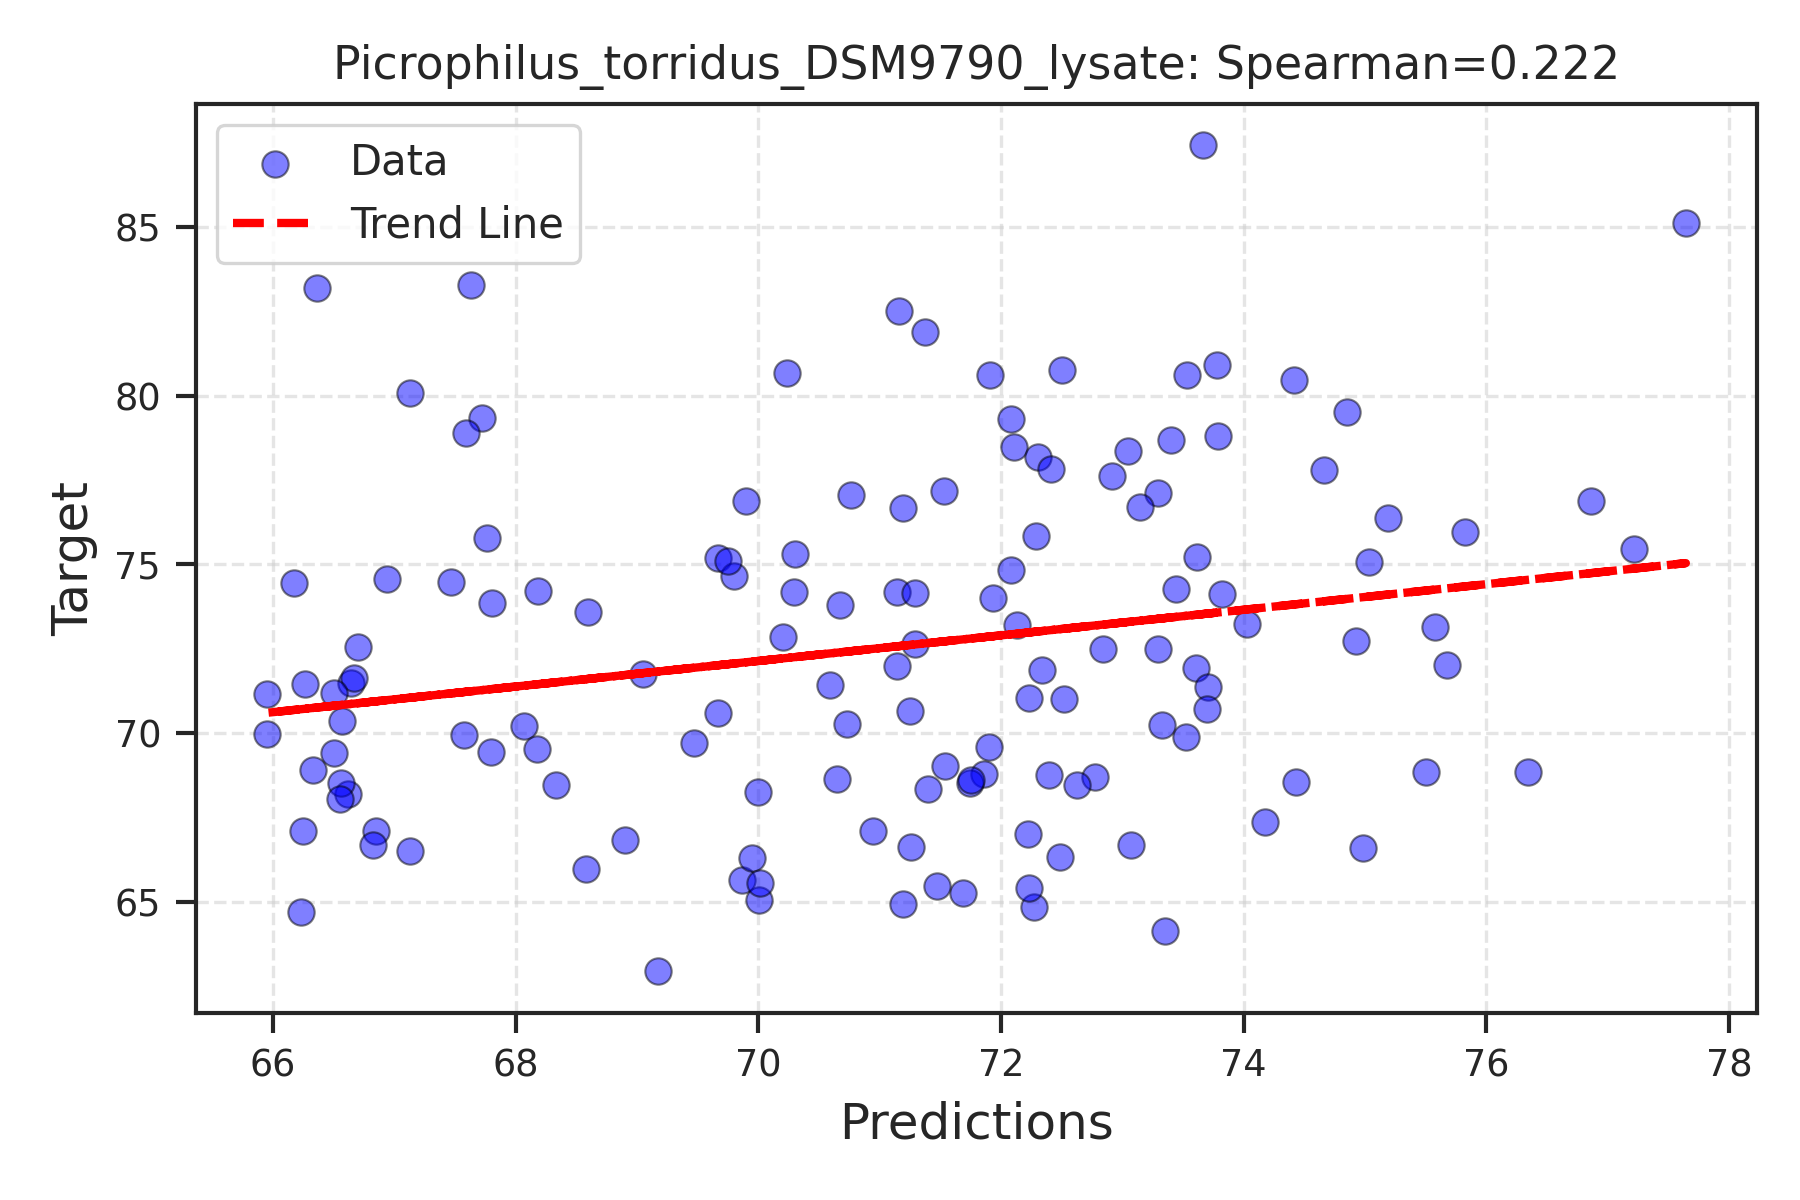 Picrophilus_torridus_DSM9790_lysate: Spearman=0.222
Data
Trend Line
85
80
75
70
65
Target
66 68 70 72 74 76 78
Predictions